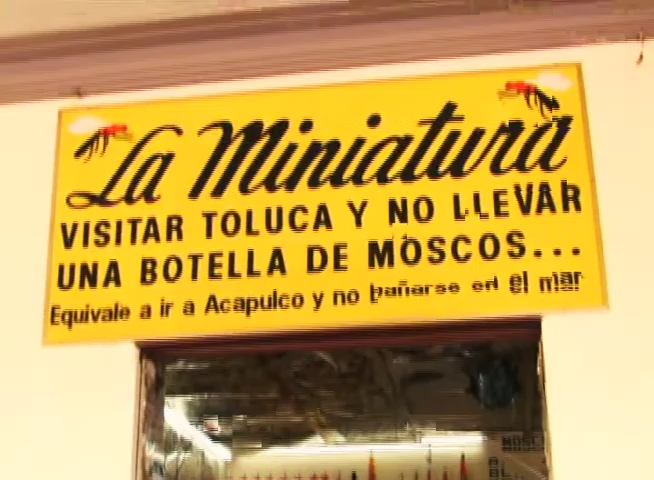 La Miniatura
VISITAR TOLUCA Y NO LLEVAR
UNA BOTELLA DE MOSCOS...
Equivale a ir a Acapulco y no bañarse en el mar